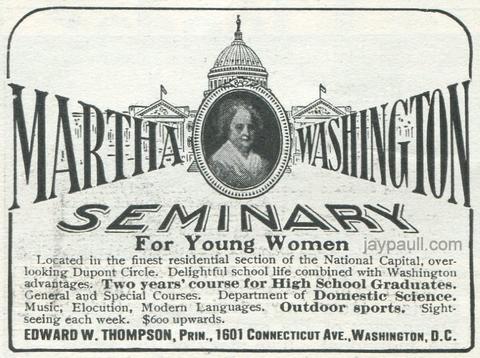 MARTHA WASHINGTON
SEMINARY
For Young Women
jaypaull.com
Located in the finest residential section of the National Capital, over-
looking Dupont Circle. Delightful school life combined with Washington
advantages. Two years' course for High School Graduates.
General and Special Courses. Department of Domestic Science.
Music, Elocution, Modern Languages. Outdoor sports. Sight-
seeing each week. $600 upwards.
EDWARD W. THOMPSON, PRIN., 1601 CONNECTICUT AVE., WASHINGTON, D.C.